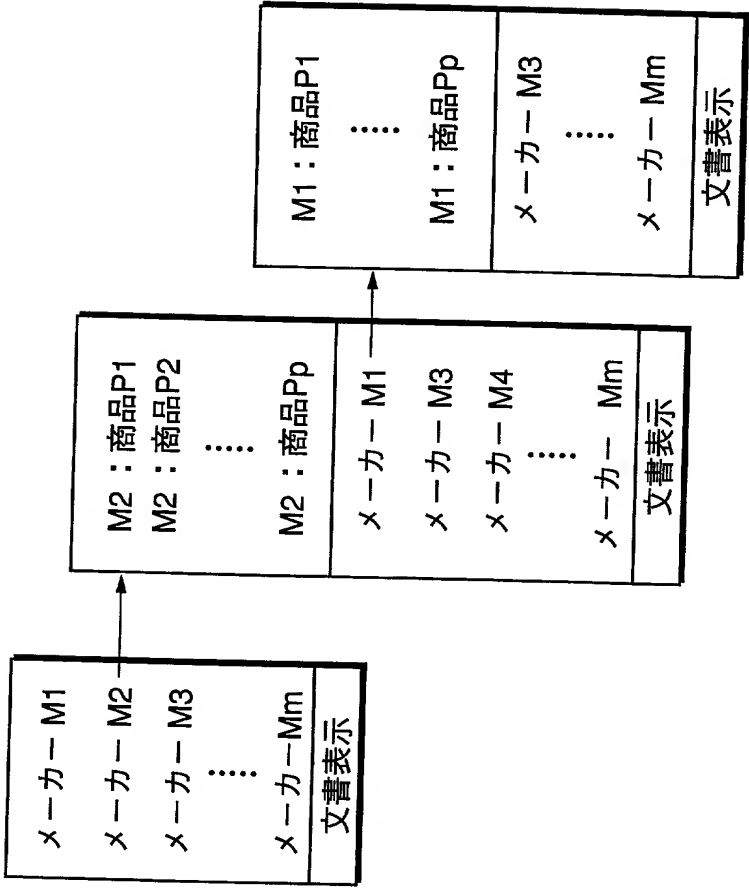 メーカー M1
メーカー M2
メーカー M3
⋯⋯
メーカーMm
文書表示
M2：商品P1
M2：商品P2
⋯⋯
M2：商品Pp
メーカー M1
メーカー M3
メーカー M4
⋯⋯
メーカー Mm
文書表示
M1：商品P1
⋯⋯
M1：商品Pp
メーカー M3
⋯⋯
メーカー Mm
文書表示